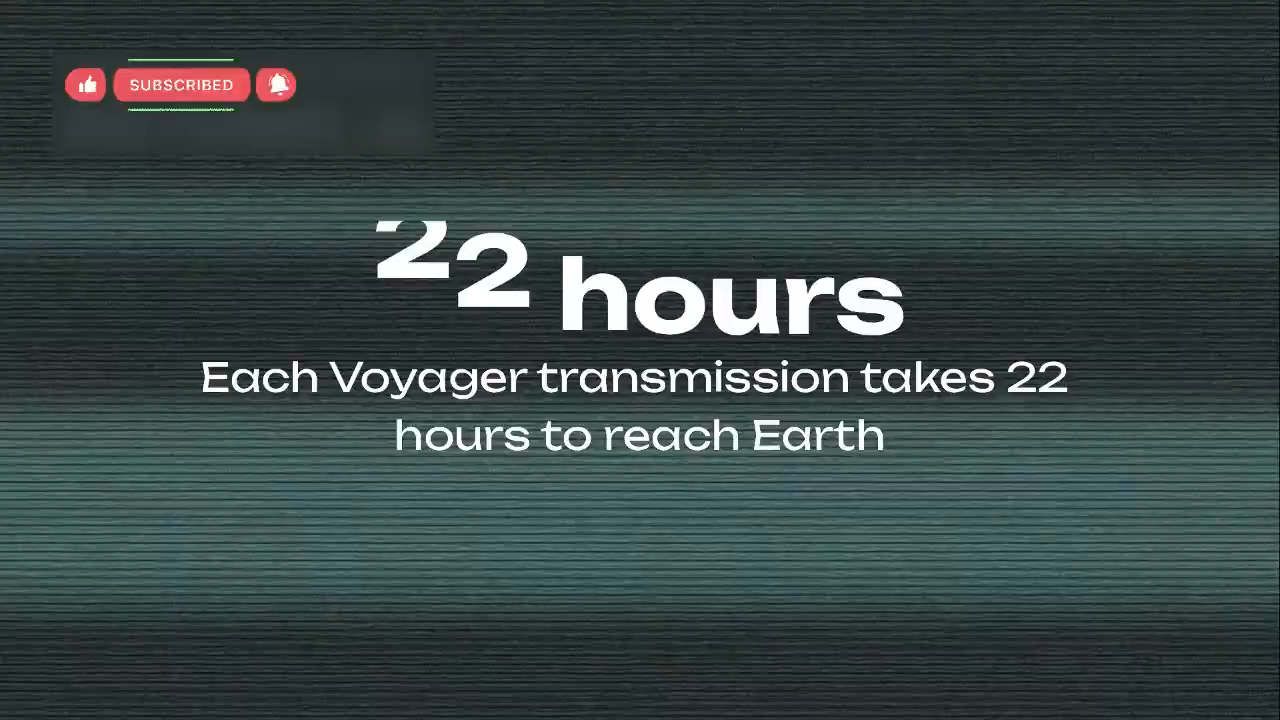 SUBSCRIBED
22 hours
Each Voyager transmission takes 22
hours to reach Earth